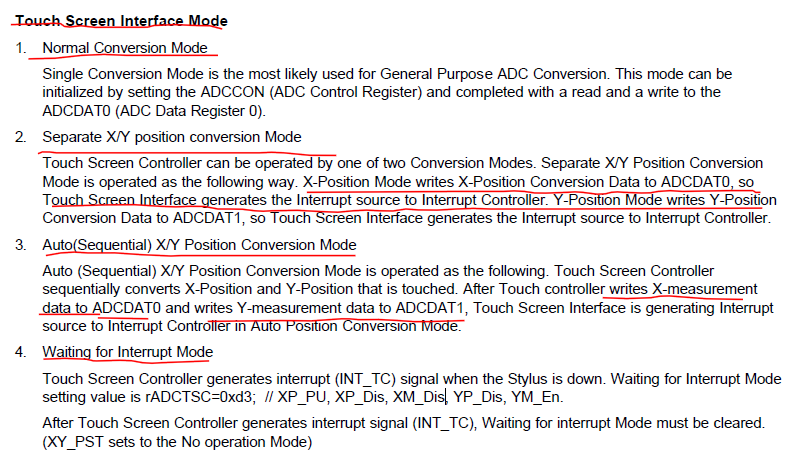 Touch Screen Interface Mode
1. Normal Conversion Mode
Single Conversion Mode is the most likely used for General Purpose ADC Conversion. This mode can be
initialized by setting the ADCCON (ADC Control Register) and completed with a read and a write to the
ADCDAT0 (ADC Data Register 0).
2. Separate X/Y position conversion Mode
Touch Screen Controller can be operated by one of two Conversion Modes. Separate X/Y Position Conversion
Mode is operated as the following way. X-Position Mode writes X-Position Conversion Data to ADCDAT0, so
Touch Screen Interface generates the Interrupt source to Interrupt Controller. Y-Position Mode writes Y-Position
Conversion Data to ADCDAT1, so Touch Screen Interface generates the Interrupt source to Interrupt Controller.
3. Auto(Sequential) X/Y Position Conversion Mode
Auto (Sequential) X/Y Position Conversion Mode is operated as the following. Touch Screen Controller
sequentially converts X-Position and Y-Position that is touched. After Touch controller writes X-measurement
data to ADCDAT0 and writes Y-measurement data to ADCDAT1, Touch Screen Interface is generating Interrupt
source to Interrupt Controller in Auto Position Conversion Mode.
4. Waiting for Interrupt Mode
Touch Screen Controller generates interrupt (INT_TC) signal when the Stylus is down. Waiting for Interrupt Mode
setting value is rADCTSC=0xd3; // XP_PU, XP_Dis, XM_Dis, YP_Dis, YM_En.
After Touch Screen Controller generates interrupt signal (INT_TC), Waiting for interrupt Mode must be cleared.
(XY_PST sets to the No operation Mode)